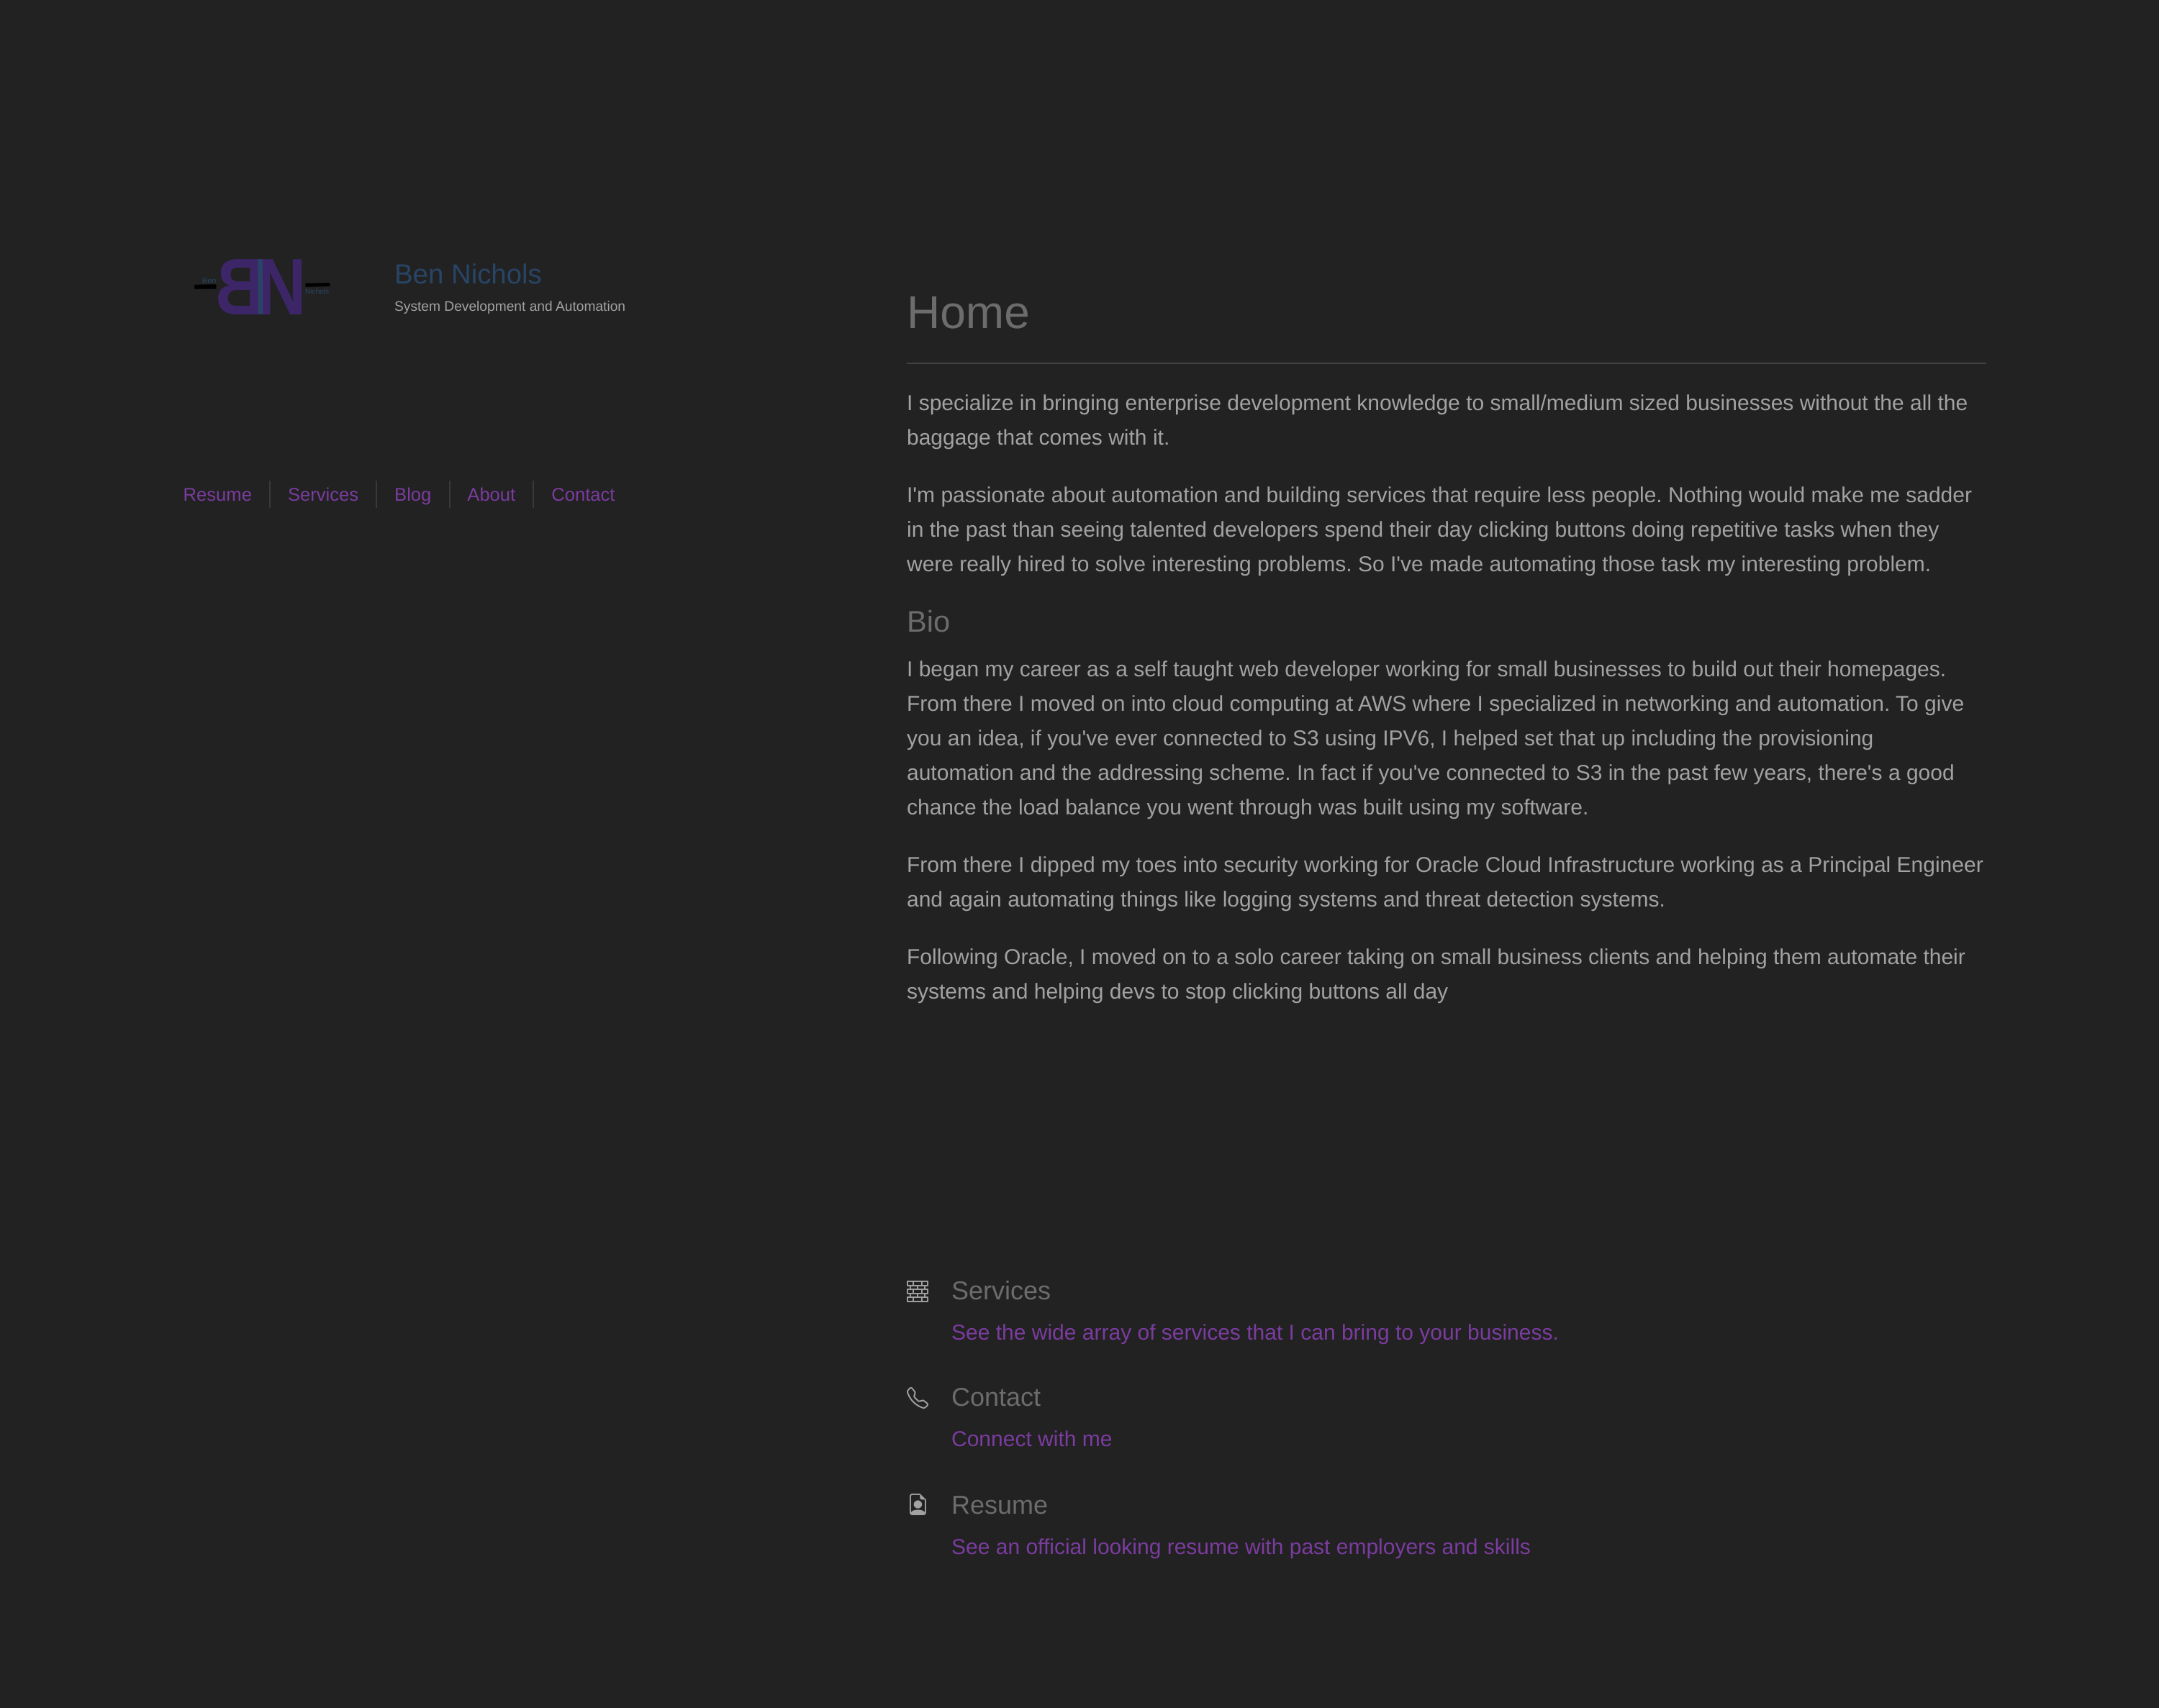 BN
Ben Nichols
System Development and Automation
Resume
Services
Blog
About
Contact
Home
I specialize in bringing enterprise development knowledge to small/medium sized businesses without the all the
baggage that comes with it.
I'm passionate about automation and building services that require less people. Nothing would make me sadder
in the past than seeing talented developers spend their day clicking buttons doing repetitive tasks when they
were really hired to solve interesting problems. So I've made automating those task my interesting problem.
Bio
I began my career as a self taught web developer working for small businesses to build out their homepages.
From there I moved on into cloud computing at AWS where I specialized in networking and automation. To give
you an idea, if you've ever connected to S3 using IPV6, I helped set that up including the provisioning
automation and the addressing scheme. In fact if you've connected to S3 in the past few years, there's a good
chance the load balance you went through was built using my software.
From there I dipped my toes into security working for Oracle Cloud Infrastructure working as a Principal Engineer
and again automating things like logging systems and threat detection systems.
Following Oracle, I moved on to a solo career taking on small business clients and helping them automate their
systems and helping devs to stop clicking buttons all day
Services
See the wide array of services that I can bring to your business.
Contact
Connect with me
Resume
See an official looking resume with past employers and skills